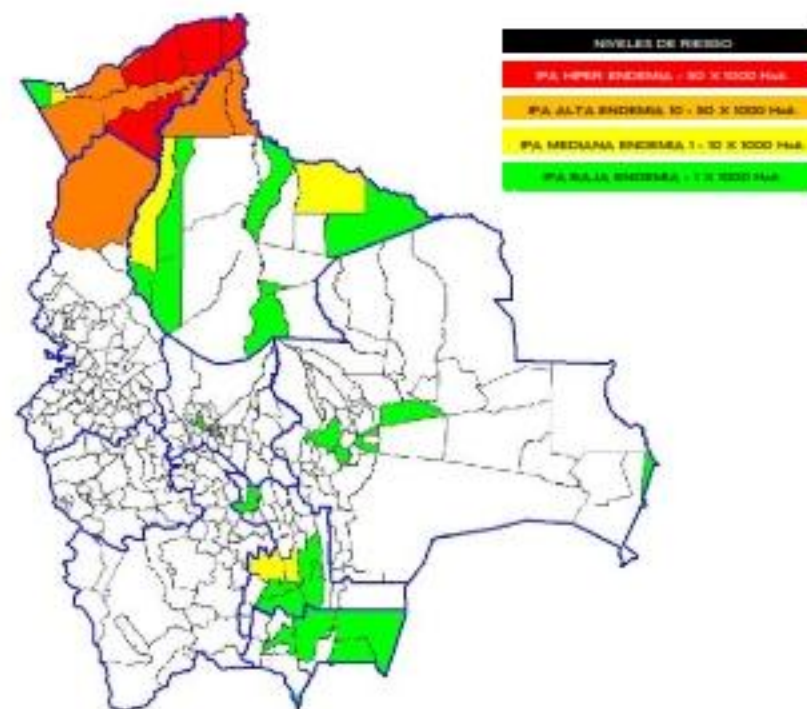 NIVELES DE RIESGO
IPA HIPER ENDEMIA - 50 X 1000 Hab.
IPA ALTA ENDEMIA 10 - 50 X 1000 Hab.
IPA MEDIANA ENDEMIA 1 - 10 X 1000 Hab.
IPA BAJA ENDEMIA - 1 X 1000 Hab.